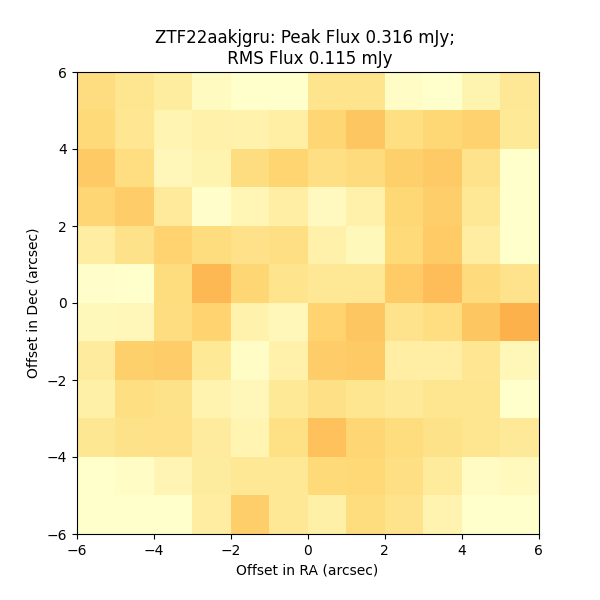 ZTF22aakjgru: Peak Flux 0.316 mJy;
RMS Flux 0.115 mJy
6
4
2
0
−2
−4
−6
Offset in Dec (arcsec)
−6 −4 −2 0 2 4 6
Offset in RA (arcsec)